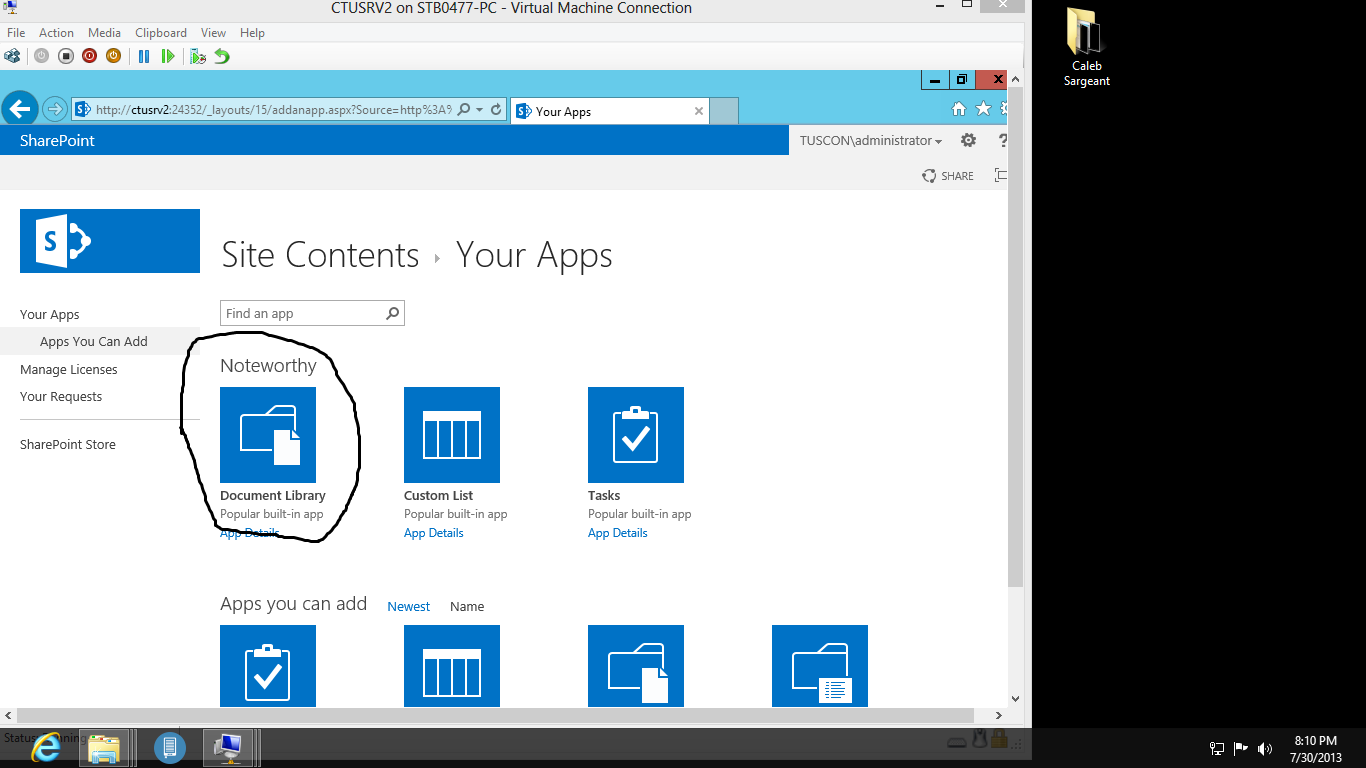 CTUSRV2 on STB0477-PC - Virtual Machine Connection
File Action Media Clipboard View Help
http://ctusrv2:24352/_layouts/15/addanapp.aspx?Source=http%3A%
Your Apps
SharePoint
TUSCON\administrator
?
SHARE
S
Site Contents Your Apps
Find an app
Your Apps
Apps You Can Add
Manage Licenses
Your Requests
SharePoint Store
Noteworthy
Document Library
Popular built-in app
App Details
Custom List
Popular built-in app
App Details
Tasks
Popular built-in app
App Details
Apps you can add Newest Name
Caleb
Sargeant
8:10 PM
7/30/2013